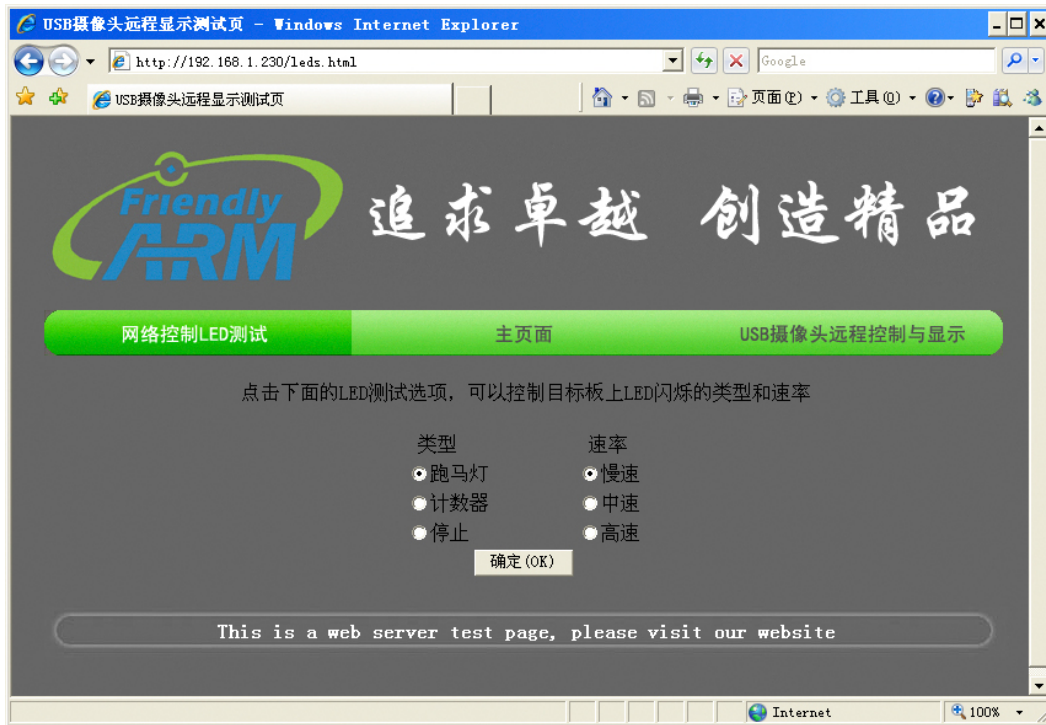 USB摄像头远程显示测试页 - Windows Internet Explorer
http://192.168.1.230/leds.html
Google
USB摄像头远程显示测试页
页面(P)
工具(O)
Friendly
ARM
追求卓越 创造精品
网络控制LED测试 主页面 USB摄像头远程控制与显示
点击下面的LED测试选项，可以控制目标板上LED闪烁的类型和速率
类型 速率
跑马灯 慢速
计数器 中速
停止 高速
确定(OK)
This is a web server test page, please visit our website
Internet 100%